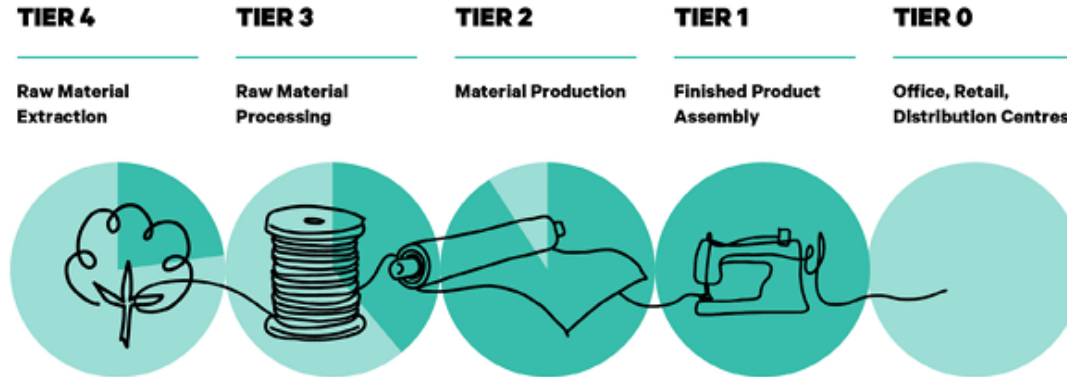 TIER 4
Raw Material
Extraction
TIER 3
Raw Material
Processing
TIER 2
Material Production
TIER 1
Finished Product
Assembly
TIER 0
Office, Retail,
Distribution Centres